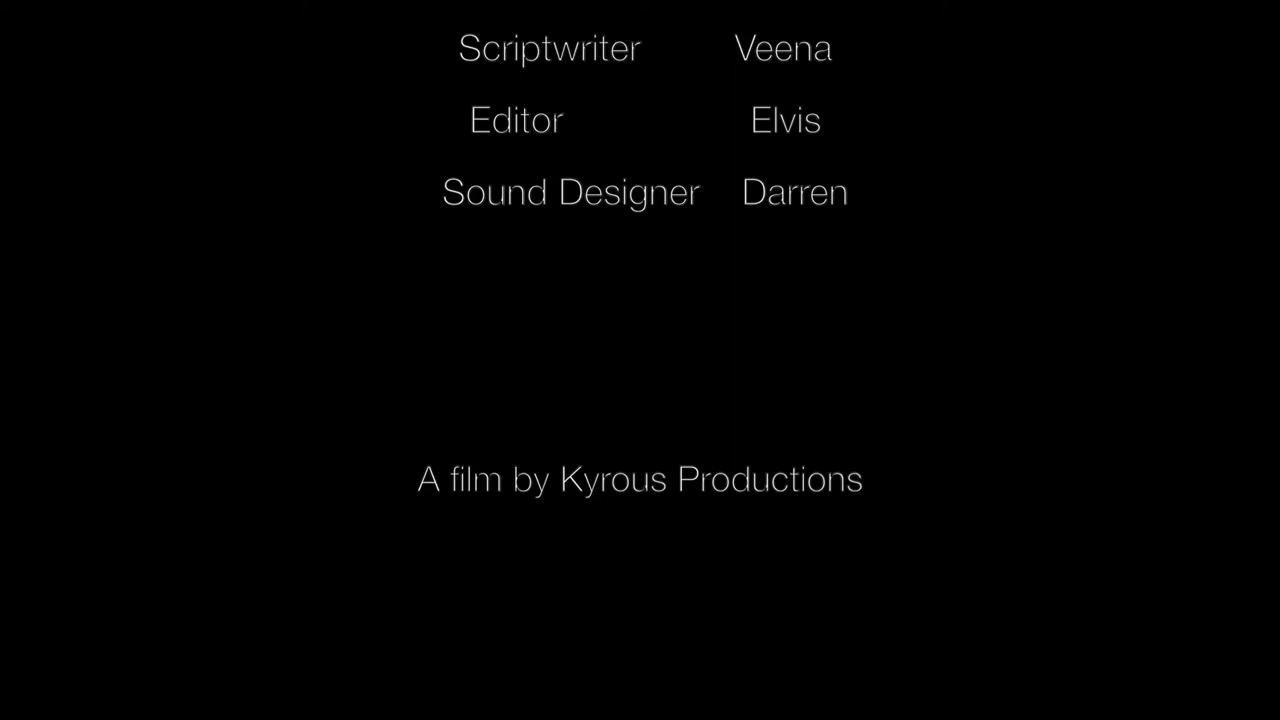 Scriptwriter Veena
Editor Elvis
Sound Designer Darren
A film by Kyrous Productions